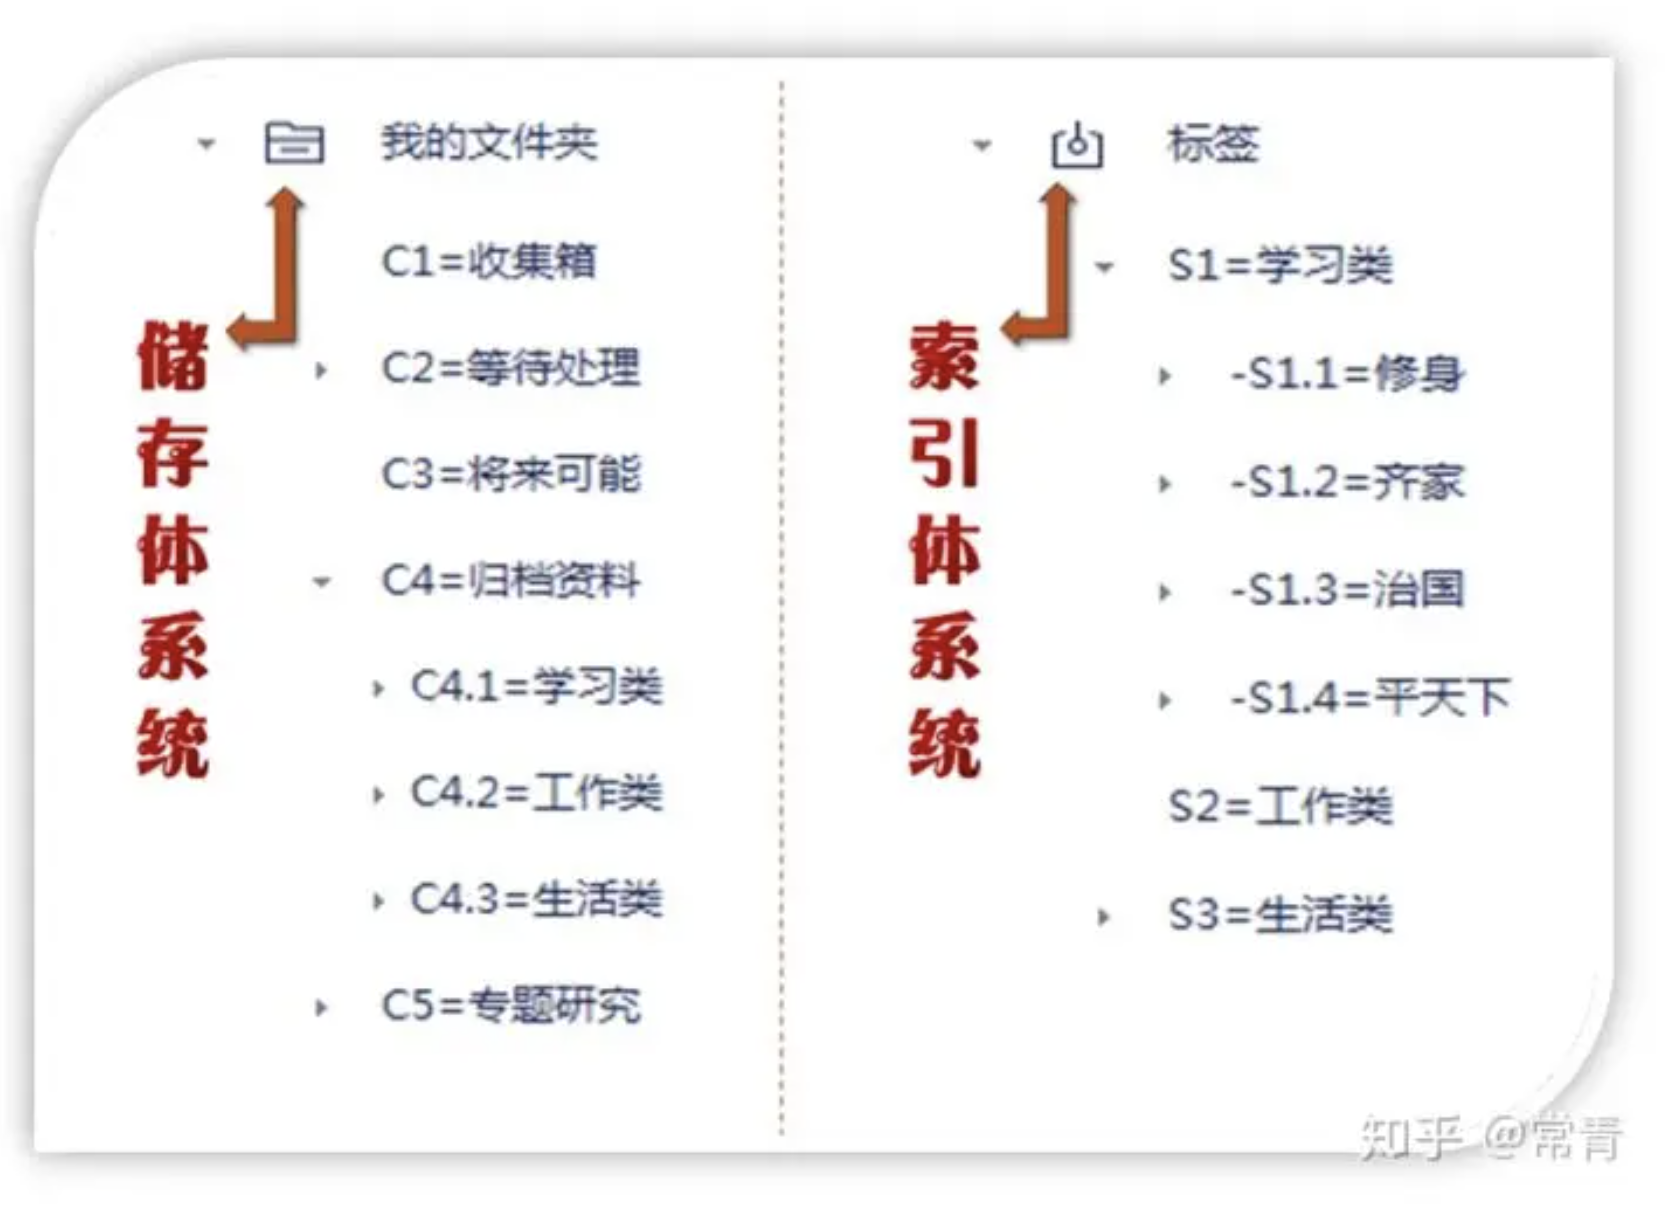 我的文件夹
C1=收集箱
C2=等待处理
C3=将来可能
C4=归档资料
C4.1=学习类
C4.2=工作类
C4.3=生活类
C5=专题研究
储存体系统
标签
S1=学习类
-S1.1=修身
-S1.2=齐家
-S1.3=治国
-S1.4=平天下
S2=工作类
S3=生活类
索引体系统
知乎 @常青